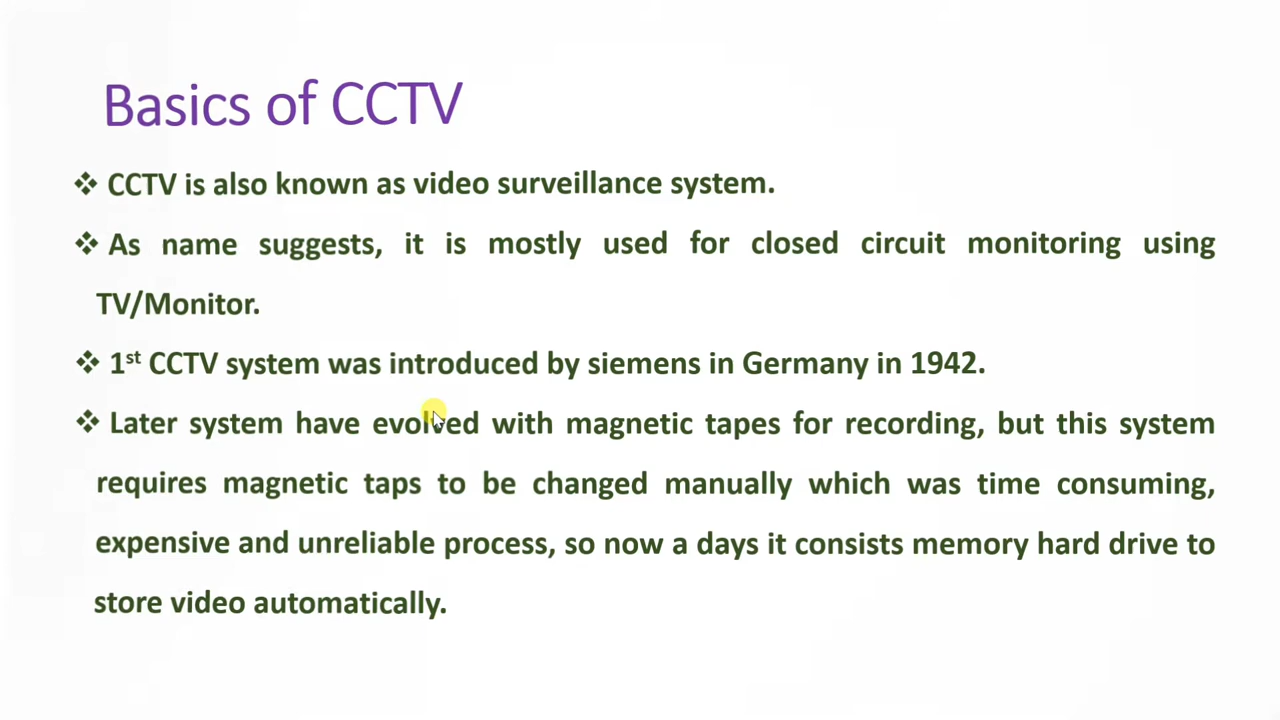 Basics of CCTV
❖ CCTV is also known as video surveillance system.
❖ As name suggests, it is mostly used for closed circuit monitoring using
TV/Monitor.
❖ 1st CCTV system was introduced by siemens in Germany in 1942.
❖ Later system have evolved with magnetic tapes for recording, but this system
requires magnetic taps to be changed manually which was time consuming,
expensive and unreliable process, so now a days it consists memory hard drive to
store video automatically.